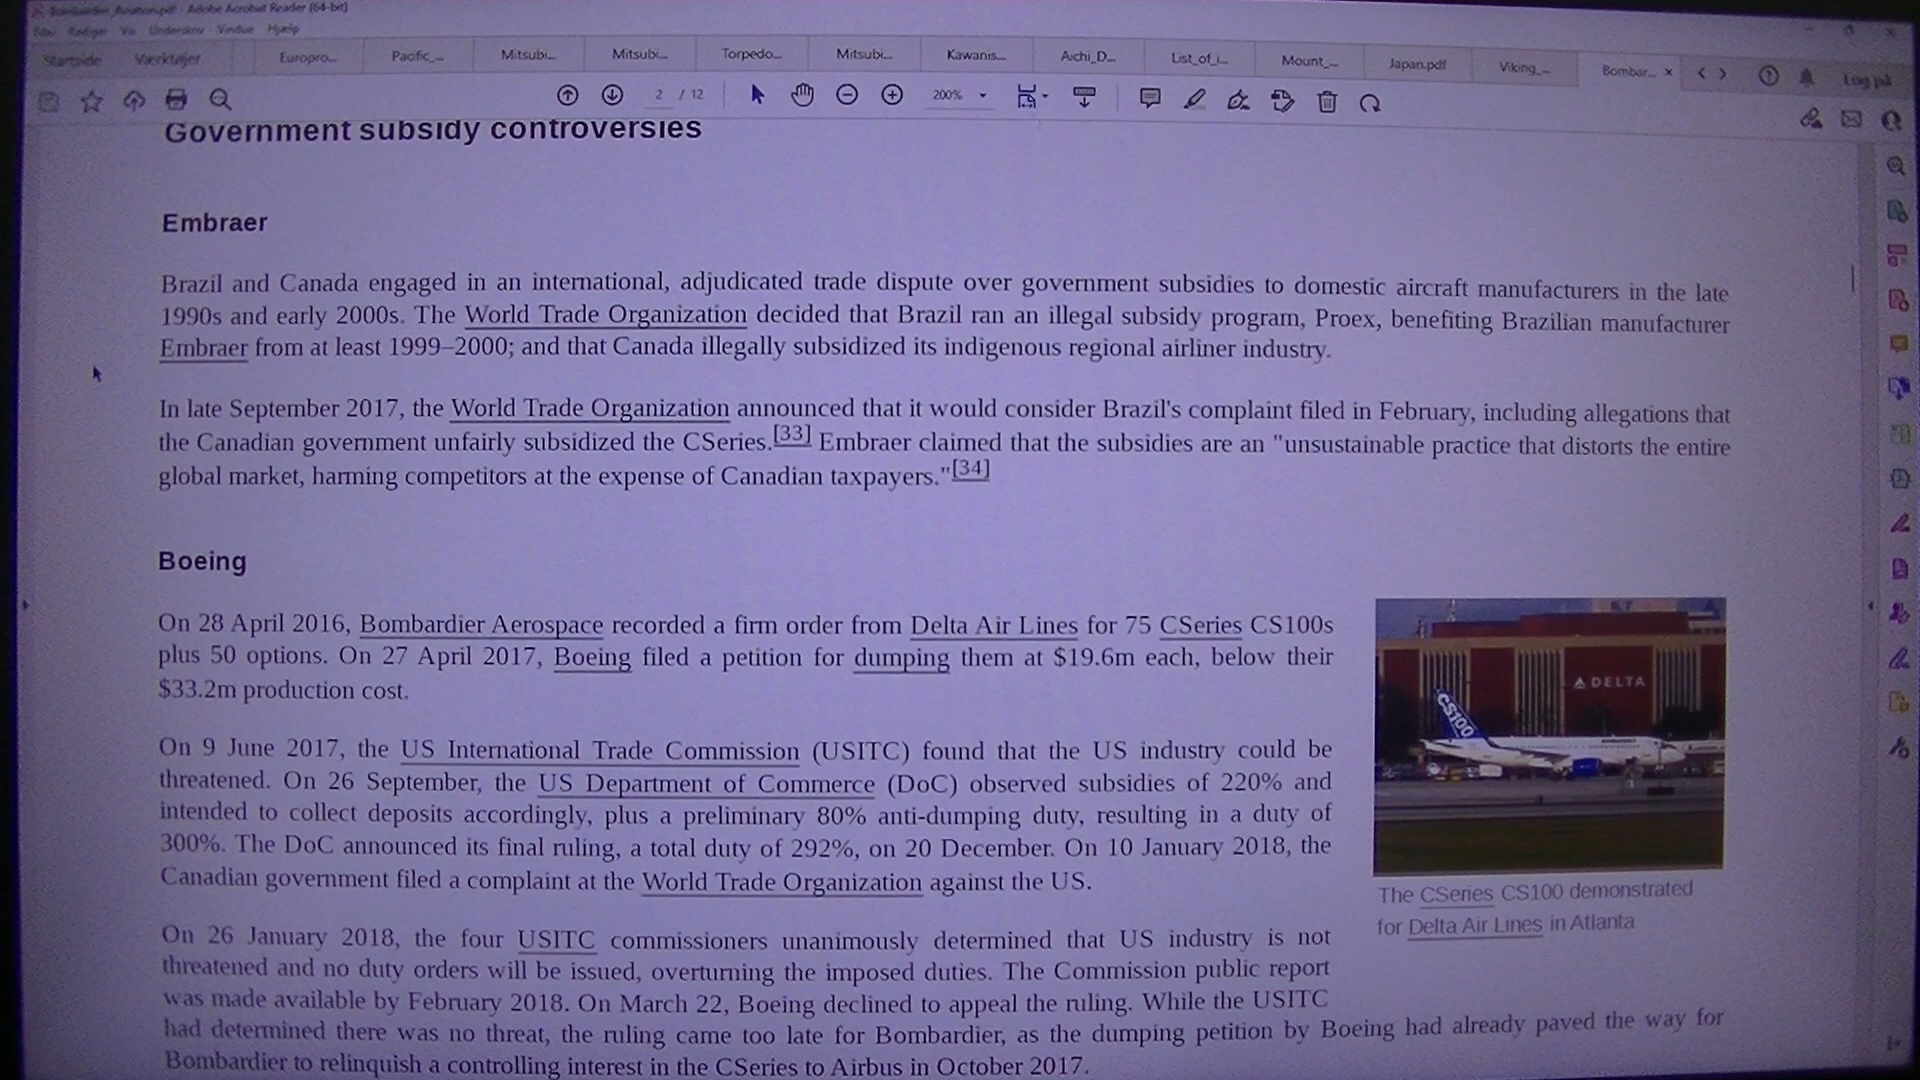 Bombardier_Aviation.pdf - Adobe Acrobat Reader (64-bit)
Rediger Vis Underskriv Vindue Hjælp
Startside Værktøjer Europro... Pacific_... Mitsubi... Mitsubi... Torpedo... Mitsubi... Kawanis... Aichi_D... List_of_i... Mount_... Japan.pdf Viking_... Bombar... × Log på
2 / 12 200%
Government subsidy controversies
Embraer
Brazil and Canada engaged in an international, adjudicated trade dispute over government subsidies to domestic aircraft manufacturers in the late
1990s and early 2000s. The World Trade Organization decided that Brazil ran an illegal subsidy program, Proex, benefiting Brazilian manufacturer
Embraer from at least 1999–2000; and that Canada illegally subsidized its indigenous regional airliner industry.
In late September 2017, the World Trade Organization announced that it would consider Brazil's complaint filed in February, including allegations that
the Canadian government unfairly subsidized the CSeries.[33] Embraer claimed that the subsidies are an "unsustainable practice that distorts the entire
global market, harming competitors at the expense of Canadian taxpayers."[34]
Boeing
On 28 April 2016, Bombardier Aerospace recorded a firm order from Delta Air Lines for 75 CSeries CS100s
plus 50 options. On 27 April 2017, Boeing filed a petition for dumping them at $19.6m each, below their
$33.2m production cost.
On 9 June 2017, the US International Trade Commission (USITC) found that the US industry could be
threatened. On 26 September, the US Department of Commerce (DoC) observed subsidies of 220% and
intended to collect deposits accordingly, plus a preliminary 80% anti-dumping duty, resulting in a duty of
300%. The DoC announced its final ruling, a total duty of 292%, on 20 December. On 10 January 2018, the
Canadian government filed a complaint at the World Trade Organization against the US.
DELTA
CS100
The CSeries CS100 demonstrated
for Delta Air Lines in Atlanta
On 26 January 2018, the four USITC commissioners unanimously determined that US industry is not
threatened and no duty orders will be issued, overturning the imposed duties. The Commission public report
was made available by February 2018. On March 22, Boeing declined to appeal the ruling. While the USITC
had determined there was no threat, the ruling came too late for Bombardier, as the dumping petition by Boeing had already paved the way for
Bombardier to relinquish a controlling interest in the CSeries to Airbus in October 2017.